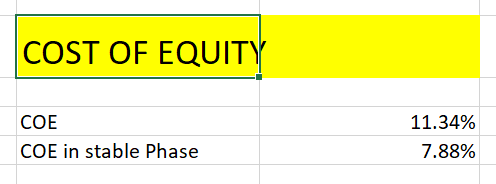 COST OF EQUITY
COE 11.34%
COE in stable Phase 7.88%